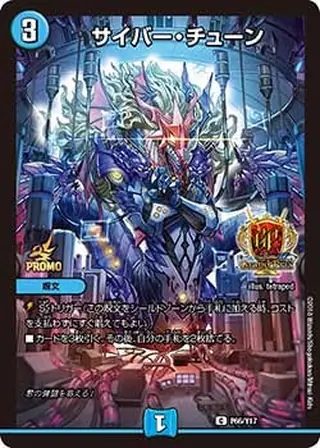 3
サイバー・チューン
PROMO
illus. tetraped
呪文
S・トリガー(この呪文をシールドゾーンから手札に加える時、コストを支払わずにすぐ唱えてもよい)
カードを3枚引く。その後、自分の手札を2枚捨てる。
C P66/Y17
1